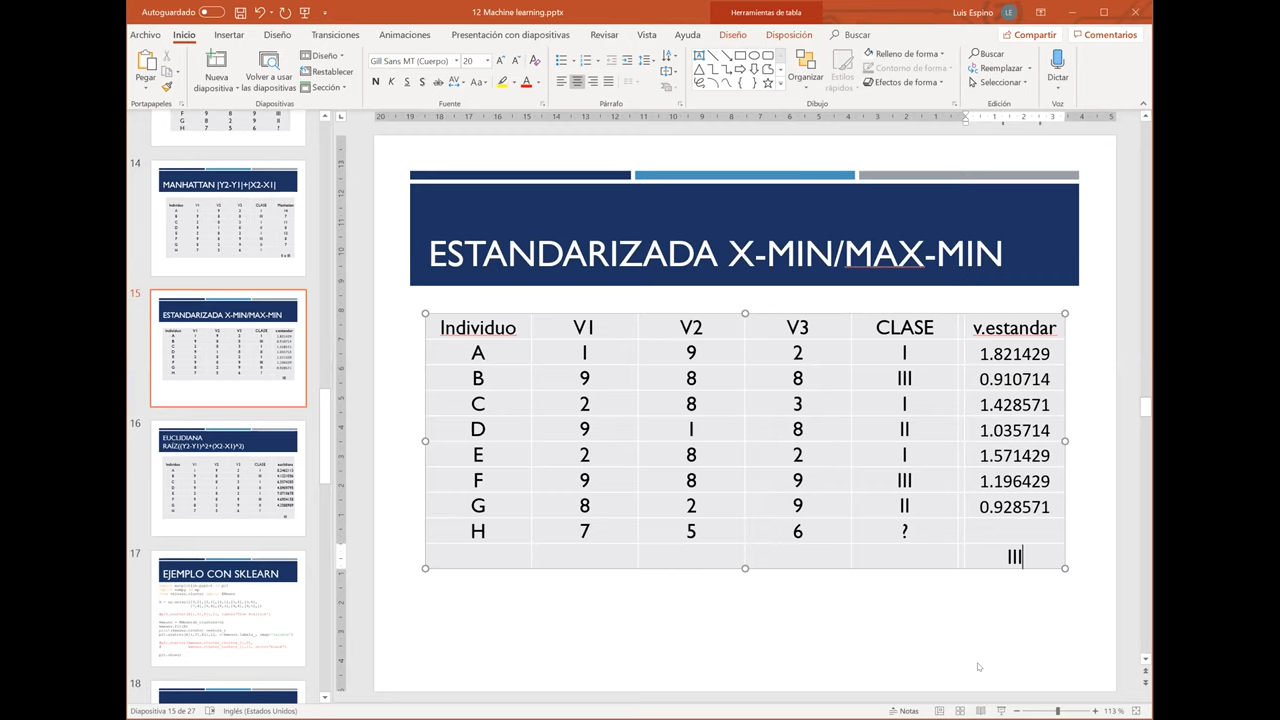 Autoguardado
12 Machine learning.pptx
Herramientas de tabla
Luis Espino LE
Archivo Inicio Insertar Diseño Transiciones Animaciones Presentación con diapositivas Revisar Vista Ayuda Diseño Disposición Buscar Compartir Comentarios
Pegar
Portapapeles
Nueva diapositiva
Volver a usar las diapositivas
Diseño
Restablecer
Sección
Diapositivas
Gill Sans MT (Cuerpo) 20
N K S S ab AV Aa A
Fuente
Párrafo
Organizar
Estilos rápidos
Relleno de forma
Contorno de forma
Efectos de forma
Dibujo
Buscar
Reemplazar
Seleccionar
Edición
Dictar
Voz
14
MANHATTAN |Y2-Y1|+|X2-X1|
15
ESTANDARIZADA X-MIN/MAX-MIN
16
EUCLIDIANA
RAÍZ((Y2-Y1)^2+(X2-X1)^2)
17
EJEMPLO CON SKLEARN
18
ESTANDARIZADA X-MIN/MAX-MIN
Individuo V1 V2 V3 CLASE v.estandar
A 1 9 2 I 1.821429
B 9 8 8 III 0.910714
C 2 8 3 I 1.428571
D 9 1 8 II 1.035714
E 2 8 2 I 1.571429
F 9 8 9 III 1.196429
G 8 2 9 II 0.928571
H 7 5 6 ?
III
Diapositiva 15 de 27 Inglés (Estados Unidos) Notas 113 %